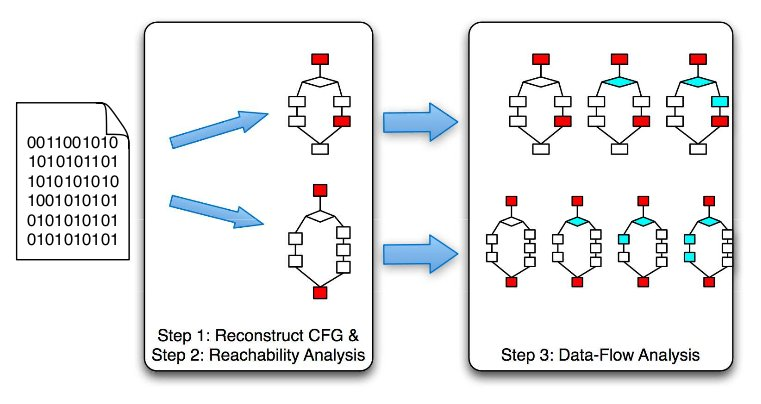 0011001010
1010101101
1010101010
1001010101
0101010101
0101010101
Step 1: Reconstruct CFG &
Step 2: Reachability Analysis
Step 3: Data-Flow Analysis